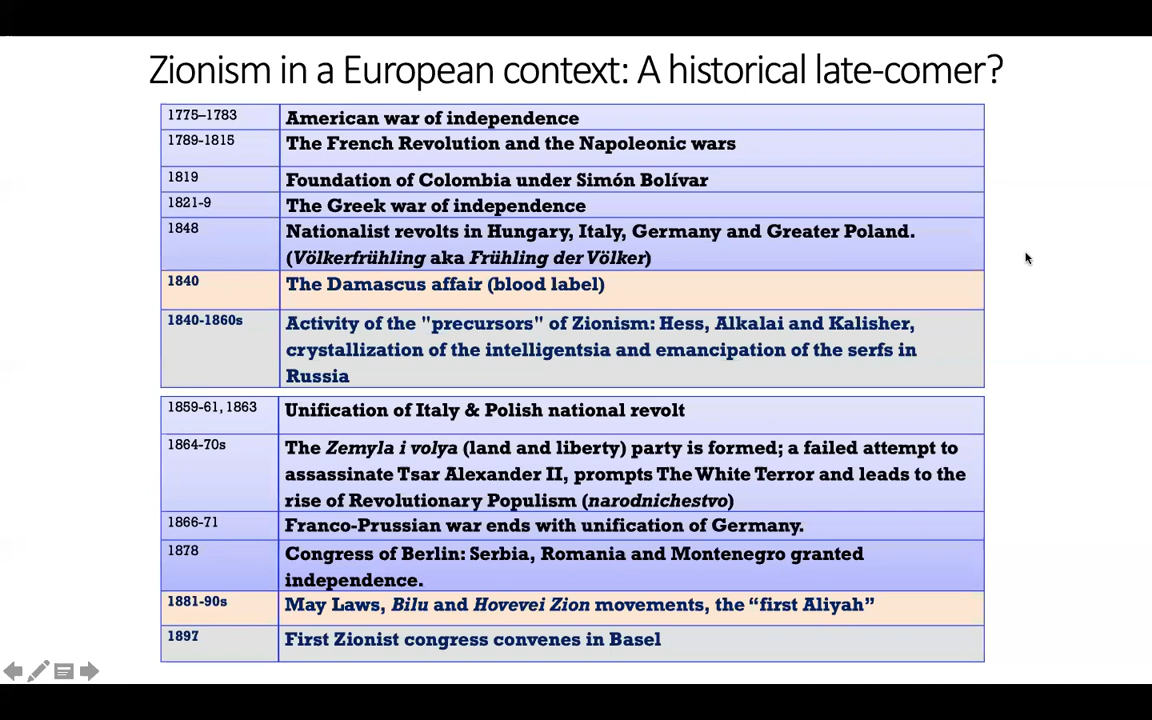 Zionism in a European context: A historical late-comer?
1775–1783 American war of independence
1789-1815 The French Revolution and the Napoleonic wars
1819 Foundation of Colombia under Simón Bolívar
1821-9 The Greek war of independence
1848 Nationalist revolts in Hungary, Italy, Germany and Greater Poland.
(Völkerfrühling aka Frühling der Völker)
1840 The Damascus affair (blood label)
1840-1860s Activity of the "precursors" of Zionism: Hess, Alkalai and Kalisher,
crystallization of the intelligentsia and emancipation of the serfs in
Russia
1859-61, 1863 Unification of Italy & Polish national revolt
1864-70s The Zemyla i volya (land and liberty) party is formed; a failed attempt to
assassinate Tsar Alexander II, prompts The White Terror and leads to the
rise of Revolutionary Populism (narodnichestvo)
1866-71 Franco-Prussian war ends with unification of Germany.
1878 Congress of Berlin: Serbia, Romania and Montenegro granted
independence.
1881-90s May Laws, Bilu and Hovevei Zion movements, the “first Aliyah”
1897 First Zionist congress convenes in Basel